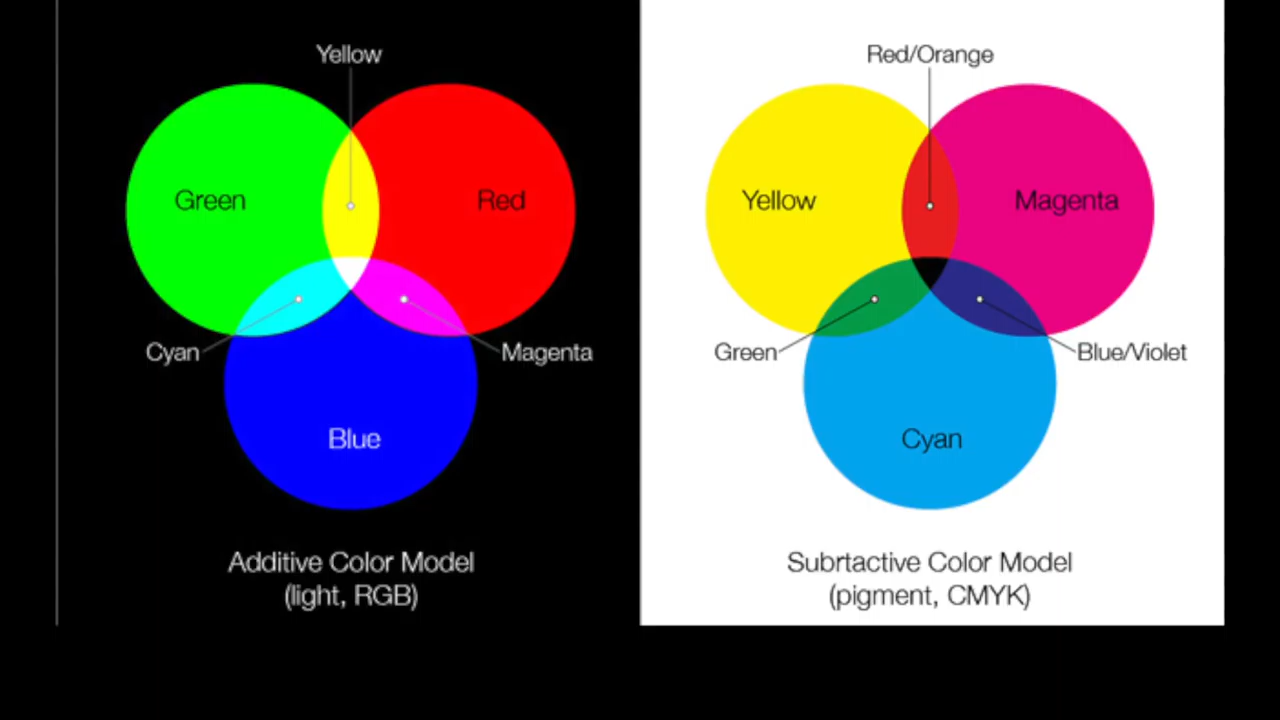 Yellow
Green
Red
Cyan
Magenta
Blue
Additive Color Model
(light, RGB)
Red/Orange
Yellow
Magenta
Green
Blue/Violet
Cyan
Subrtactive Color Model
(pigment, CMYK)